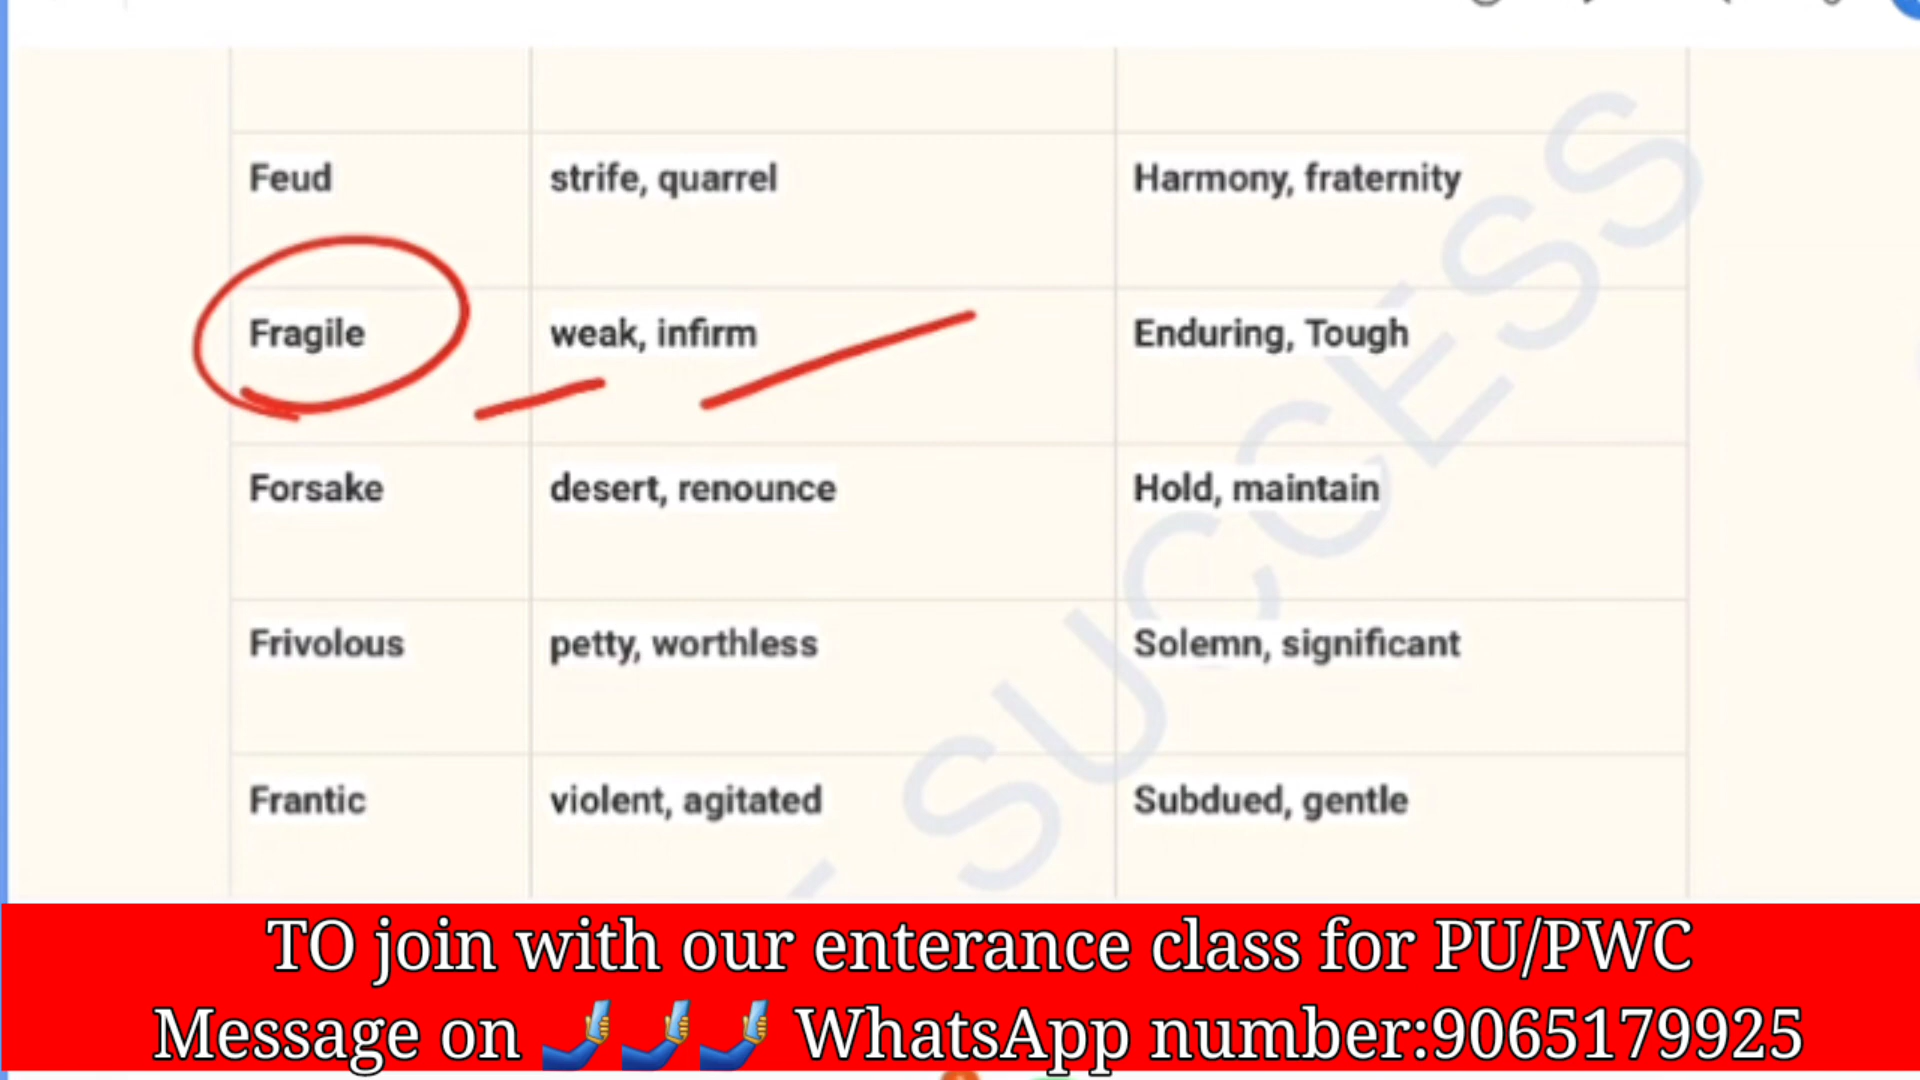 Feud strife, quarrel Harmony, fraternity
Fragile weak, infirm Enduring, Tough
Forsake desert, renounce Hold, maintain
Frivolous petty, worthless Solemn, significant
Frantic violent, agitated Subdued, gentle
SUCCESS
TO join with our enterance class for PU/PWC
Message on 🤳🤳🤳 WhatsApp number:9065179925